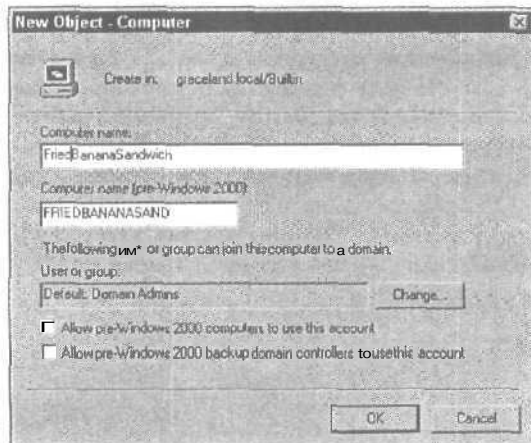 New Object - Computer
Create in: graceland.local/Builtin
Computer name:
FriedBananaSandwich
Computer name (pre-Windows 2000):
FRIEDBANANASAND
The following им* or group can join this computer to a domain.
User or group:
Default: Domain Admins
Change...
Allow pre-Windows 2000 computers to use this account
Allow pre-Windows 2000 backup domain controllers to use this account
OK
Cancel